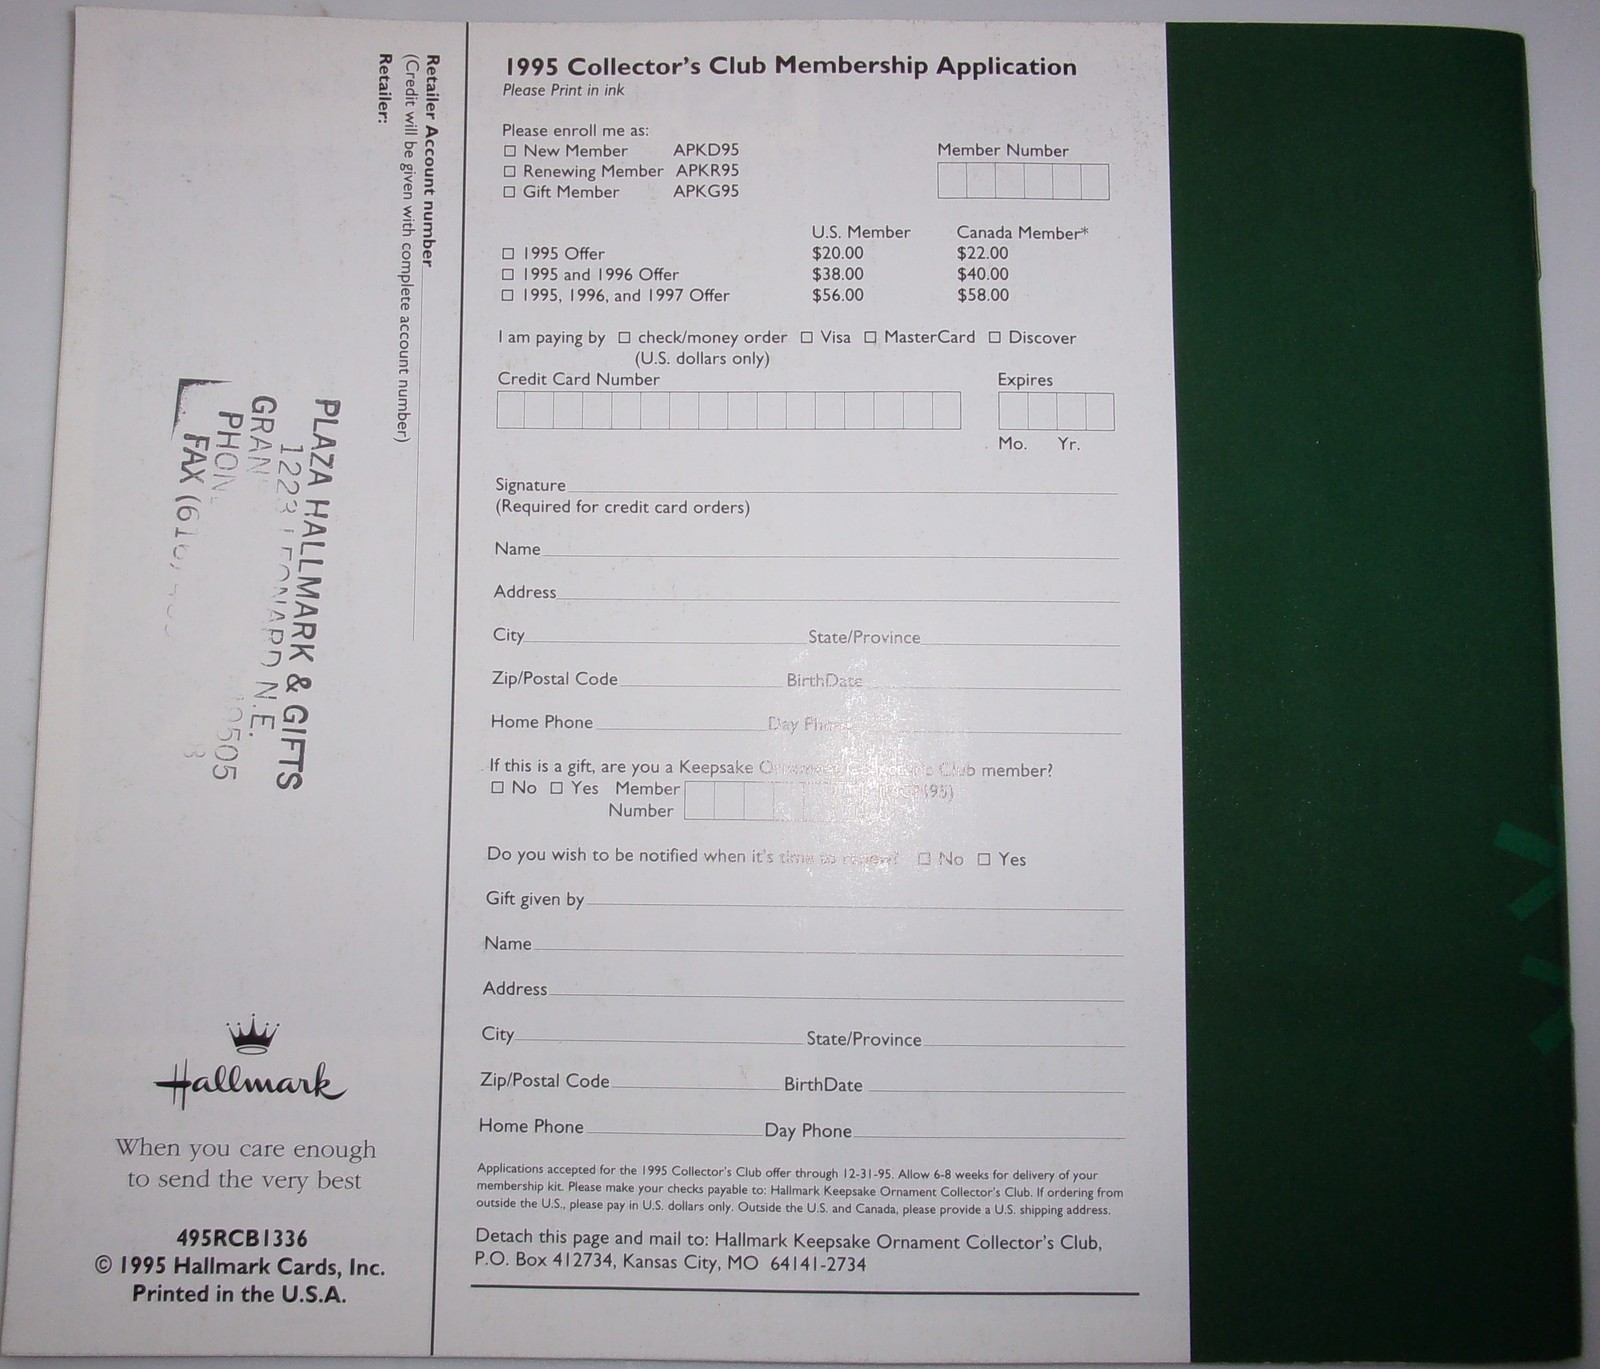 Retailer Account number
(Credit will be given with complete account number)
Retailer:
PLAZA HALLMARK & GIFTS
1223 LEONARD N.E.
FAX (616)
Hallmark
When you care enough
to send the very best
495RCB1336
© 1995 Hallmark Cards, Inc.
Printed in the U.S.A.
1995 Collector's Club Membership Application
Please Print in ink
Please enroll me as:
☐ New Member APKD95
Member Number
☐ Renewing Member APKR95
☐ Gift Member APKG95
U.S. Member Canada Member*
☐ 1995 Offer $20.00 $22.00
☐ 1995 and 1996 Offer $38.00 $40.00
☐ 1995, 1996, and 1997 Offer $56.00 $58.00
I am paying by ☐ check/money order ☐ Visa ☐ MasterCard ☐ Discover
(U.S. dollars only)
Credit Card Number Expires
Mo. Yr.
Signature
(Required for credit card orders)
Name
Address
City State/Province
Zip/Postal Code BirthDate
Home Phone Day Phone
If this is a gift, are you a Keepsake Ornament Collector's Club member?
☐ No ☐ Yes Member
Number
Do you wish to be notified when it's time to renew? ☐ No ☐ Yes
Gift given by
Name
Address
City State/Province
Zip/Postal Code BirthDate
Home Phone Day Phone
Applications accepted for the 1995 Collector's Club offer through 12-31-95. Allow 6-8 weeks for delivery of your
membership kit. Please make your checks payable to: Hallmark Keepsake Ornament Collector's Club. If ordering from
outside the U.S., please pay in U.S. dollars only. Outside the U.S. and Canada, please provide a U.S. shipping address.
Detach this page and mail to: Hallmark Keepsake Ornament Collector's Club,
P.O. Box 412734, Kansas City, MO 64141-2734